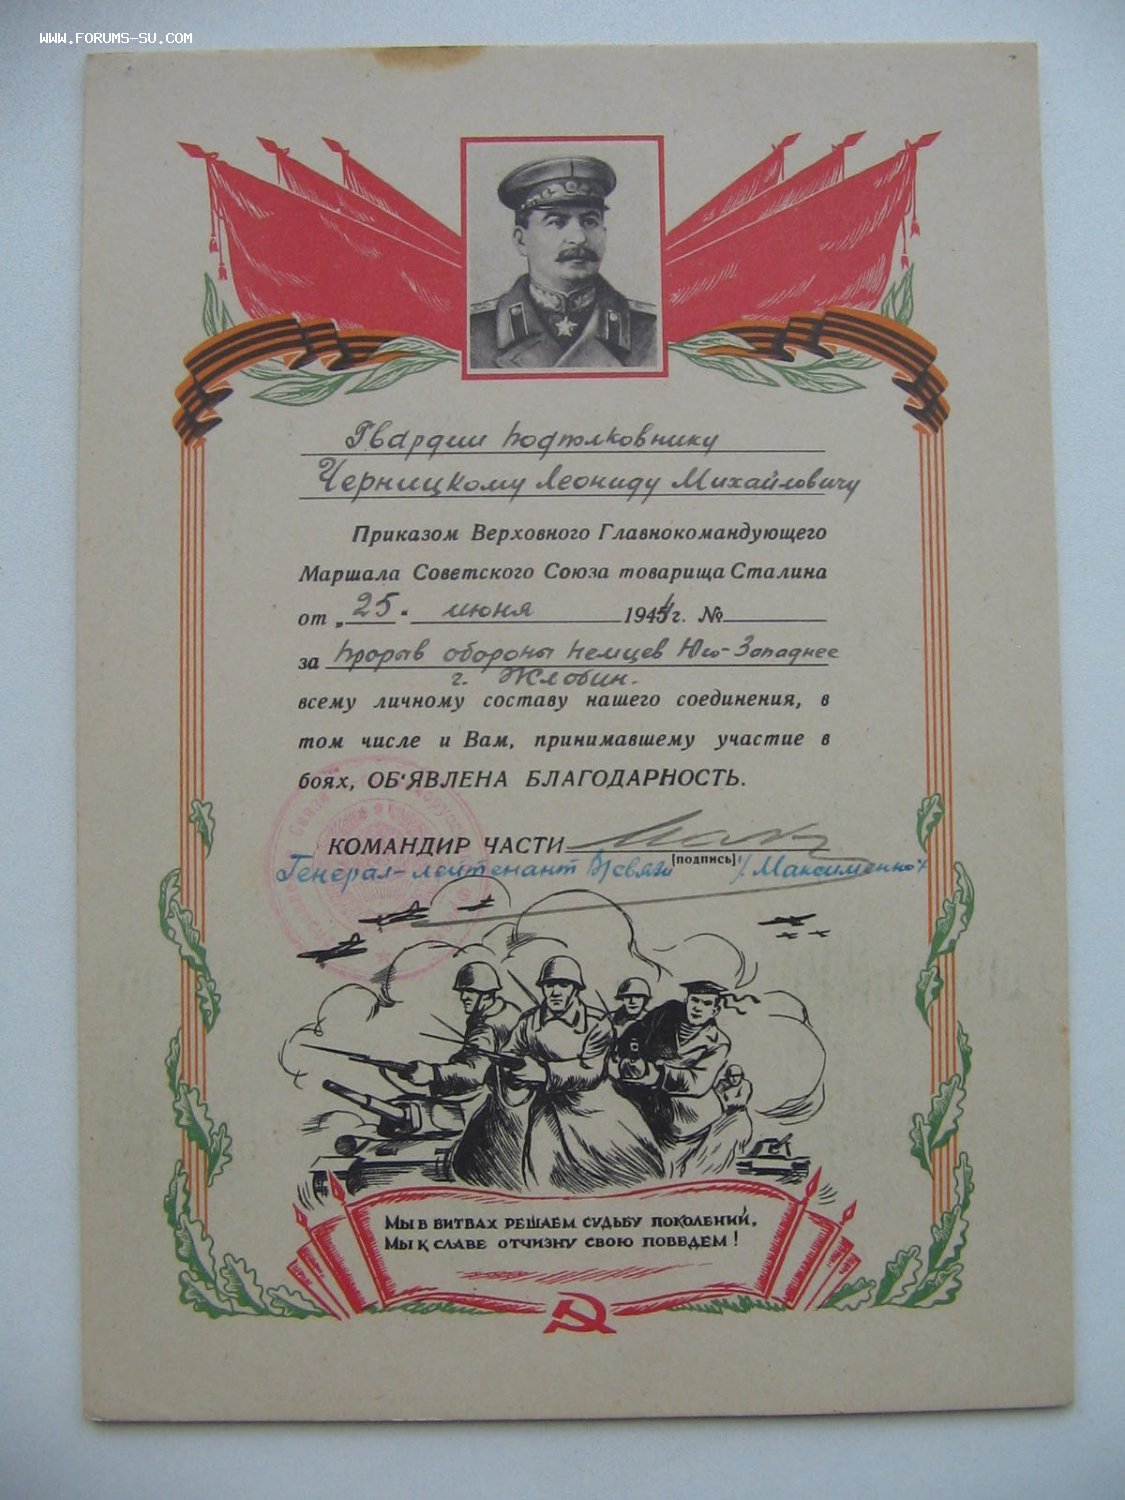 WWW.FORUMS-SU.COM
Гвардии подполковнику
Черницкому Леониду Михайловичу
Приказом Верховного Главнокомандующего
Маршала Советского Союза товарища Сталина
от „25" июня 1944г. №
за прорыв обороны немцев Юго-Западнее
г. Жлобин.
всему личному составу нашего соединения, в
том числе и Вам, принимавшему участие в
боях, ОБ'ЯВЛЕНА БЛАГОДАРНОСТЬ.
КОМАНДИР ЧАСТИ
[подпись]
Генерал-лейтенант В/связи /Максименко/
МЫ В БИТВАХ РЕШАЕМ СУДЬБУ ПОКОЛЕНИЙ,
МЫ К СЛАВЕ ОТЧИЗНУ СВОЮ ПОВЕДЕМ!